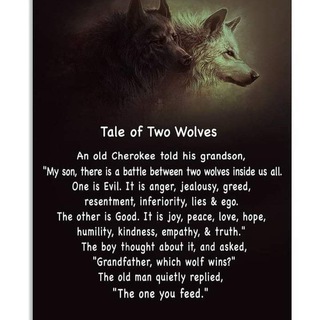 Tale of Two Wolves
An old Cherokee told his grandson,
"My son, there is a battle between two wolves inside us all.
One is Evil. It is anger, jealousy, greed,
resentment, inferiority, lies & ego.
The other is Good. It is joy, peace, love, hope,
humility, kindness, empathy, & truth."
The boy thought about it, and asked,
"Grandfather, which wolf wins?"
The old man quietly replied,
"The one you feed."